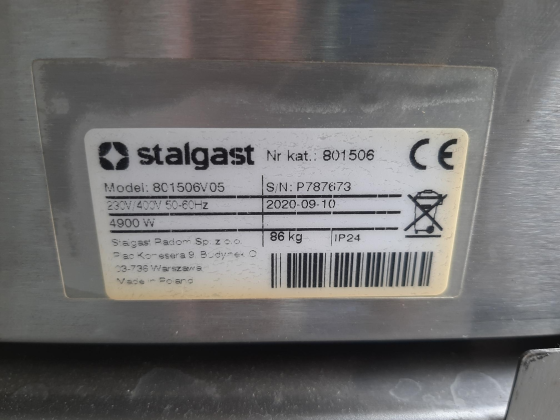 stalgast Nr kat.: 801506 CE
Model: 801506V05 S/N: P787673
230V/400V 50-60Hz 2020-09-10
4900 W
86 kg IP24
Stalgast Radom Sp. z o.o.
Plac Konesera 9, Budynek O
03-736 Warszawa
Made in Poland